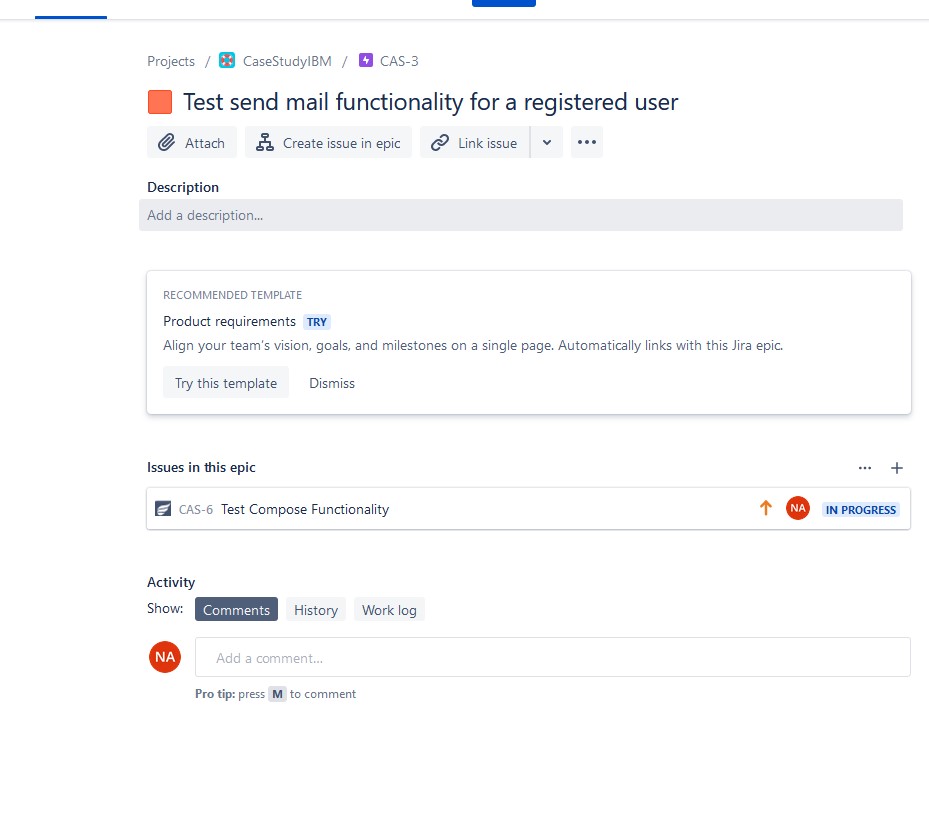 Projects / CaseStudyIBM / CAS-3
Test send mail functionality for a registered user
Attach Create issue in epic Link issue
Description
Add a description...
RECOMMENDED TEMPLATE
Product requirements TRY
Align your team's vision, goals, and milestones on a single page. Automatically links with this Jira epic.
Try this template Dismiss
Issues in this epic
CAS-6 Test Compose Functionality NA IN PROGRESS
Activity
Show: Comments History Work log
NA Add a comment...
Pro tip: press M to comment